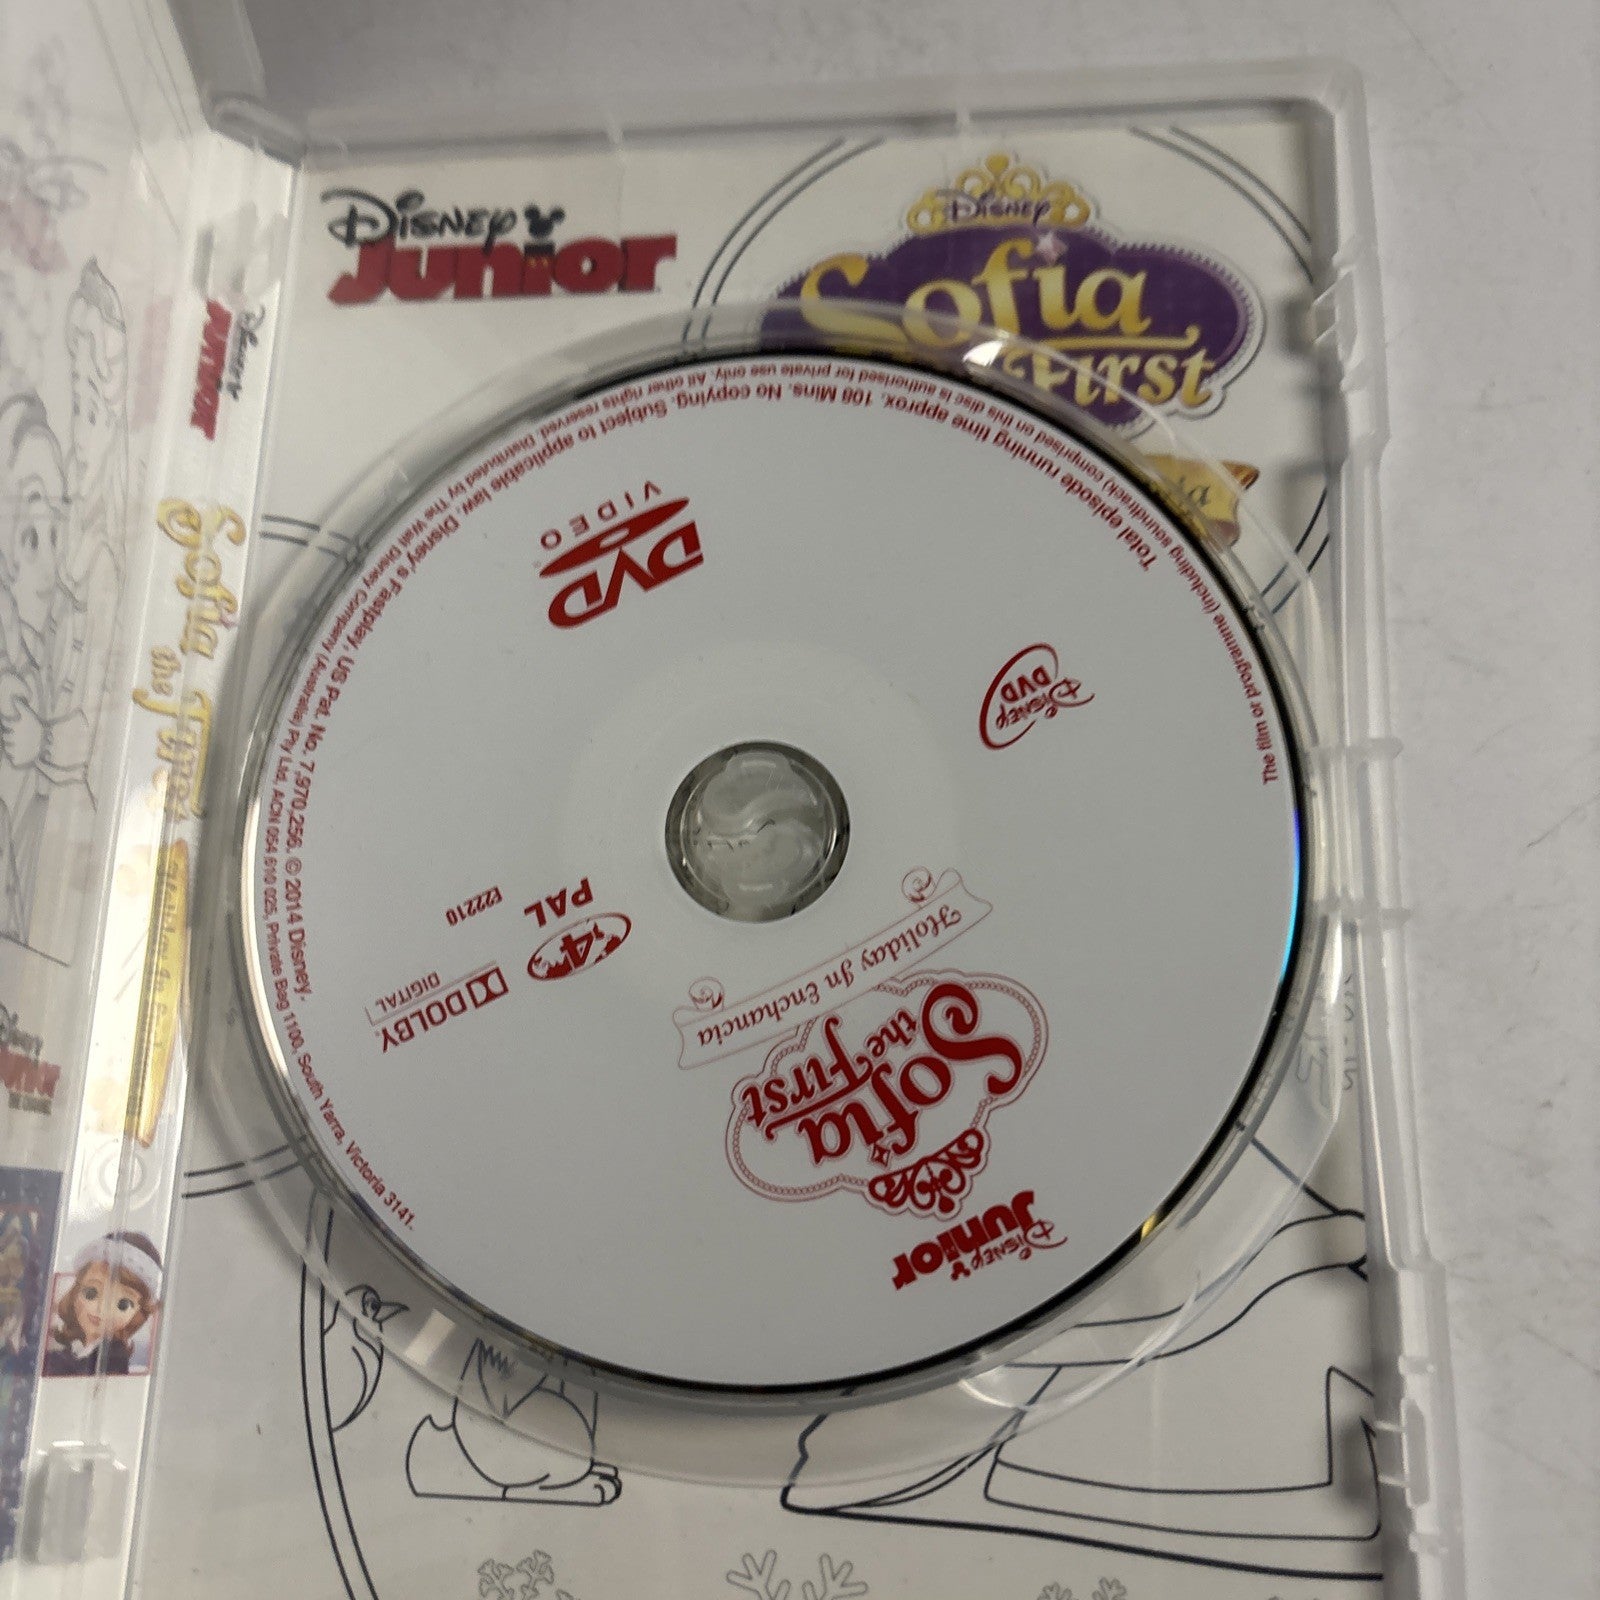 Disney
Junior
Disney
Sofia
First
Disney
Junior
Sofia
the First
Total episode running time approx. 108 Mins. No copying. Subject to applicable law. Disney's Fastplay, US Pat. No. 7,970,256. © 2014 Disney.
The film or programme (including soundtrack) comprised on this disc is authorised for private use only. All other rights reserved. Distributed by The Walt Disney Company (Australia) Pty Ltd, ACN 054 610 025, Private Bag 1100, South Yarra, Victoria 3141.
Disney
Junior
Sofia
the First
Holiday In Enchancia
DOLBY
DIGITAL
4
PAL
F22210
Disney
DVD
DVD
VIDEO